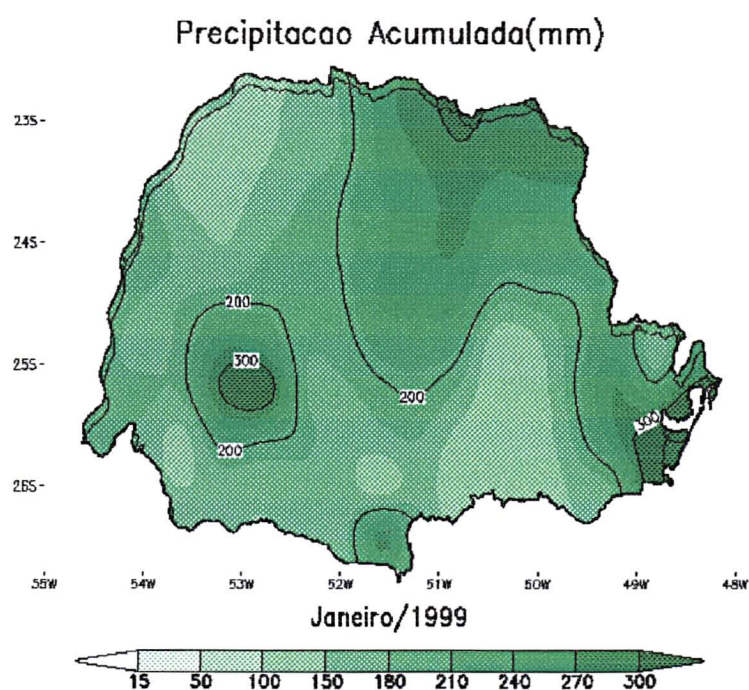 Precipitacao Acumulada(mm)
23S
24S
200
300
25S
200
300
200
26S
55W 54W 53W 52W 51W 50W 49W 48W
Janeiro/1999
15 50 100 150 180 210 240 270 300